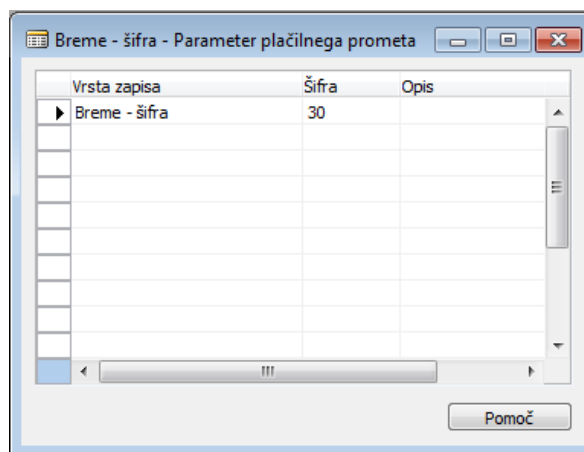 Breme - šifra - Parameter plačilnega prometa
Vrsta zapisa Šifra Opis
Breme - šifra 30
Pomoč